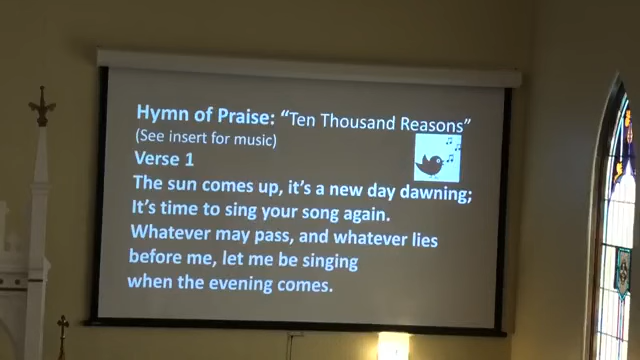 Hymn of Praise: “Ten Thousand Reasons”
(See insert for music)
Verse 1
The sun comes up, it’s a new day dawning;
It’s time to sing your song again.
Whatever may pass, and whatever lies
before me, let me be singing
when the evening comes.